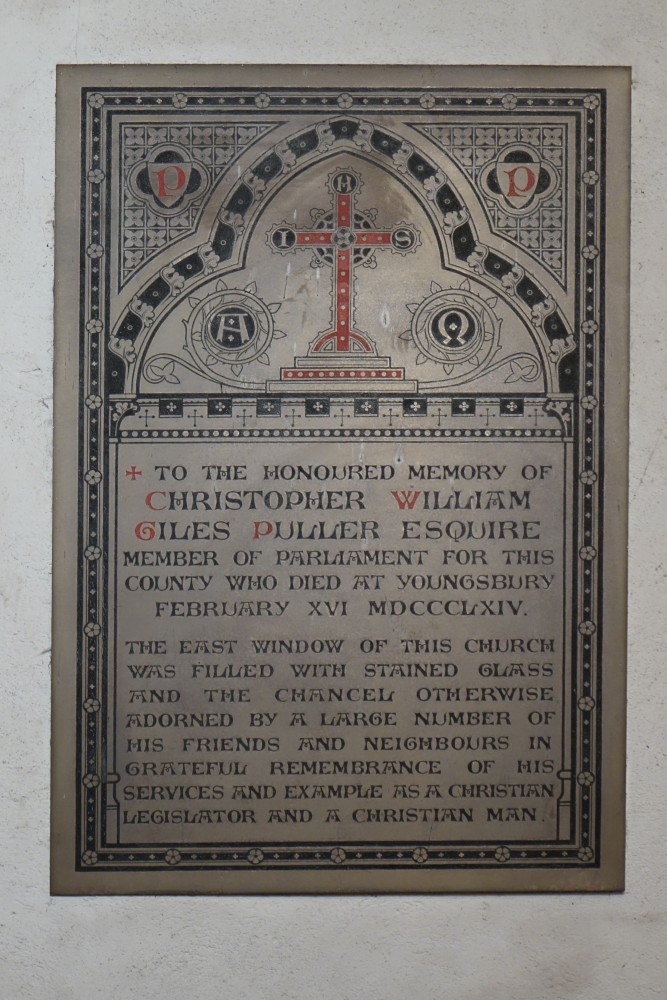 P P
H
I S
Α Ω
✚ TO THE HONOURED MEMORY OF
CHRISTOPHER WILLIAM
GILES PULLER ESQUIRE
MEMBER OF PARLIAMENT FOR THIS
COUNTY WHO DIED AT YOUNGSBURY
FEBRUARY XVI MDCCCLXIV.
THE EAST WINDOW OF THIS CHURCH
WAS FILLED WITH STAINED GLASS
AND THE CHANCEL OTHERWISE
ADORNED BY A LARGE NUMBER OF
HIS FRIENDS AND NEIGHBOURS IN
GRATEFUL REMEMBRANCE OF HIS
SERVICES AND EXAMPLE AS A CHRISTIAN
LEGISLATOR AND A CHRISTIAN MAN.